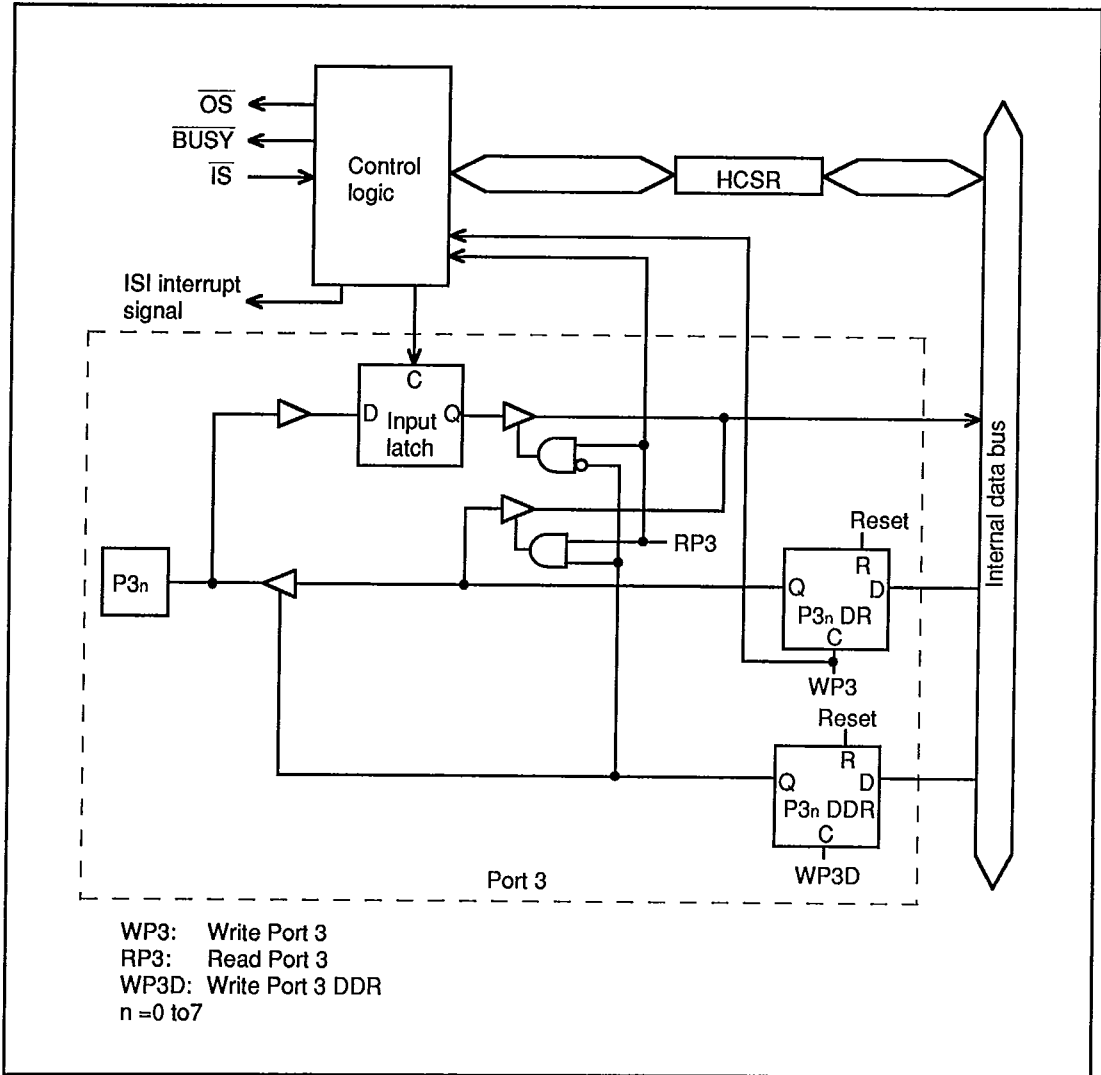 OS
BUSY
IS
Control
logic
HCSR
ISI interrupt
signal
C
D
Q
Input
latch
Internal data bus
RP3
Reset
P3n
R
Q
D
P3n DR
C
WP3
Reset
R
Q
D
P3n DDR
C
WP3D
Port 3
WP3: Write Port 3
RP3: Read Port 3
WP3D: Write Port 3 DDR
n =0 to7